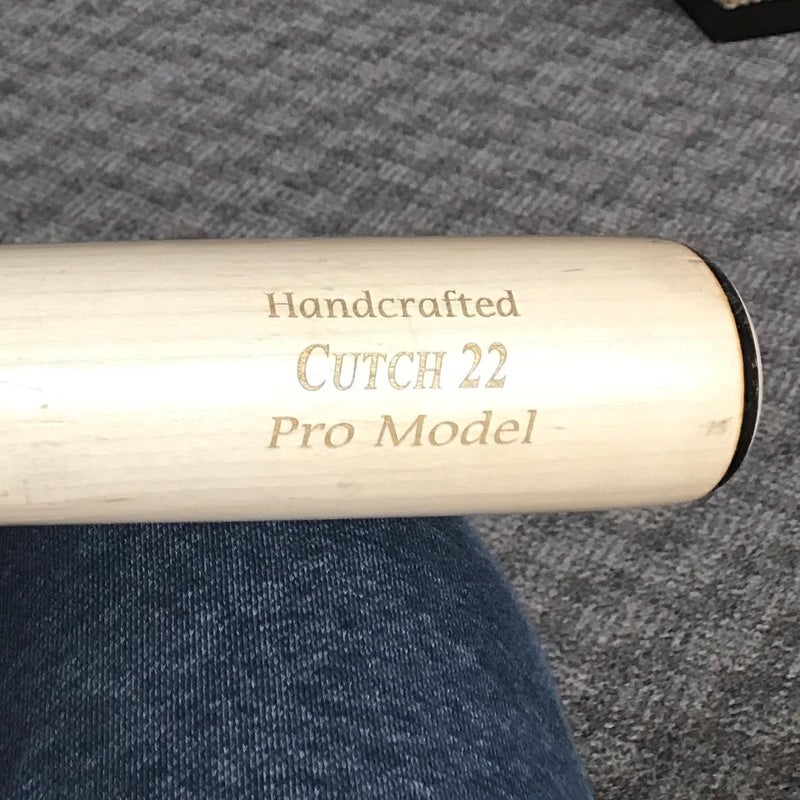 Handcrafted
CUTCH 22
Pro Model